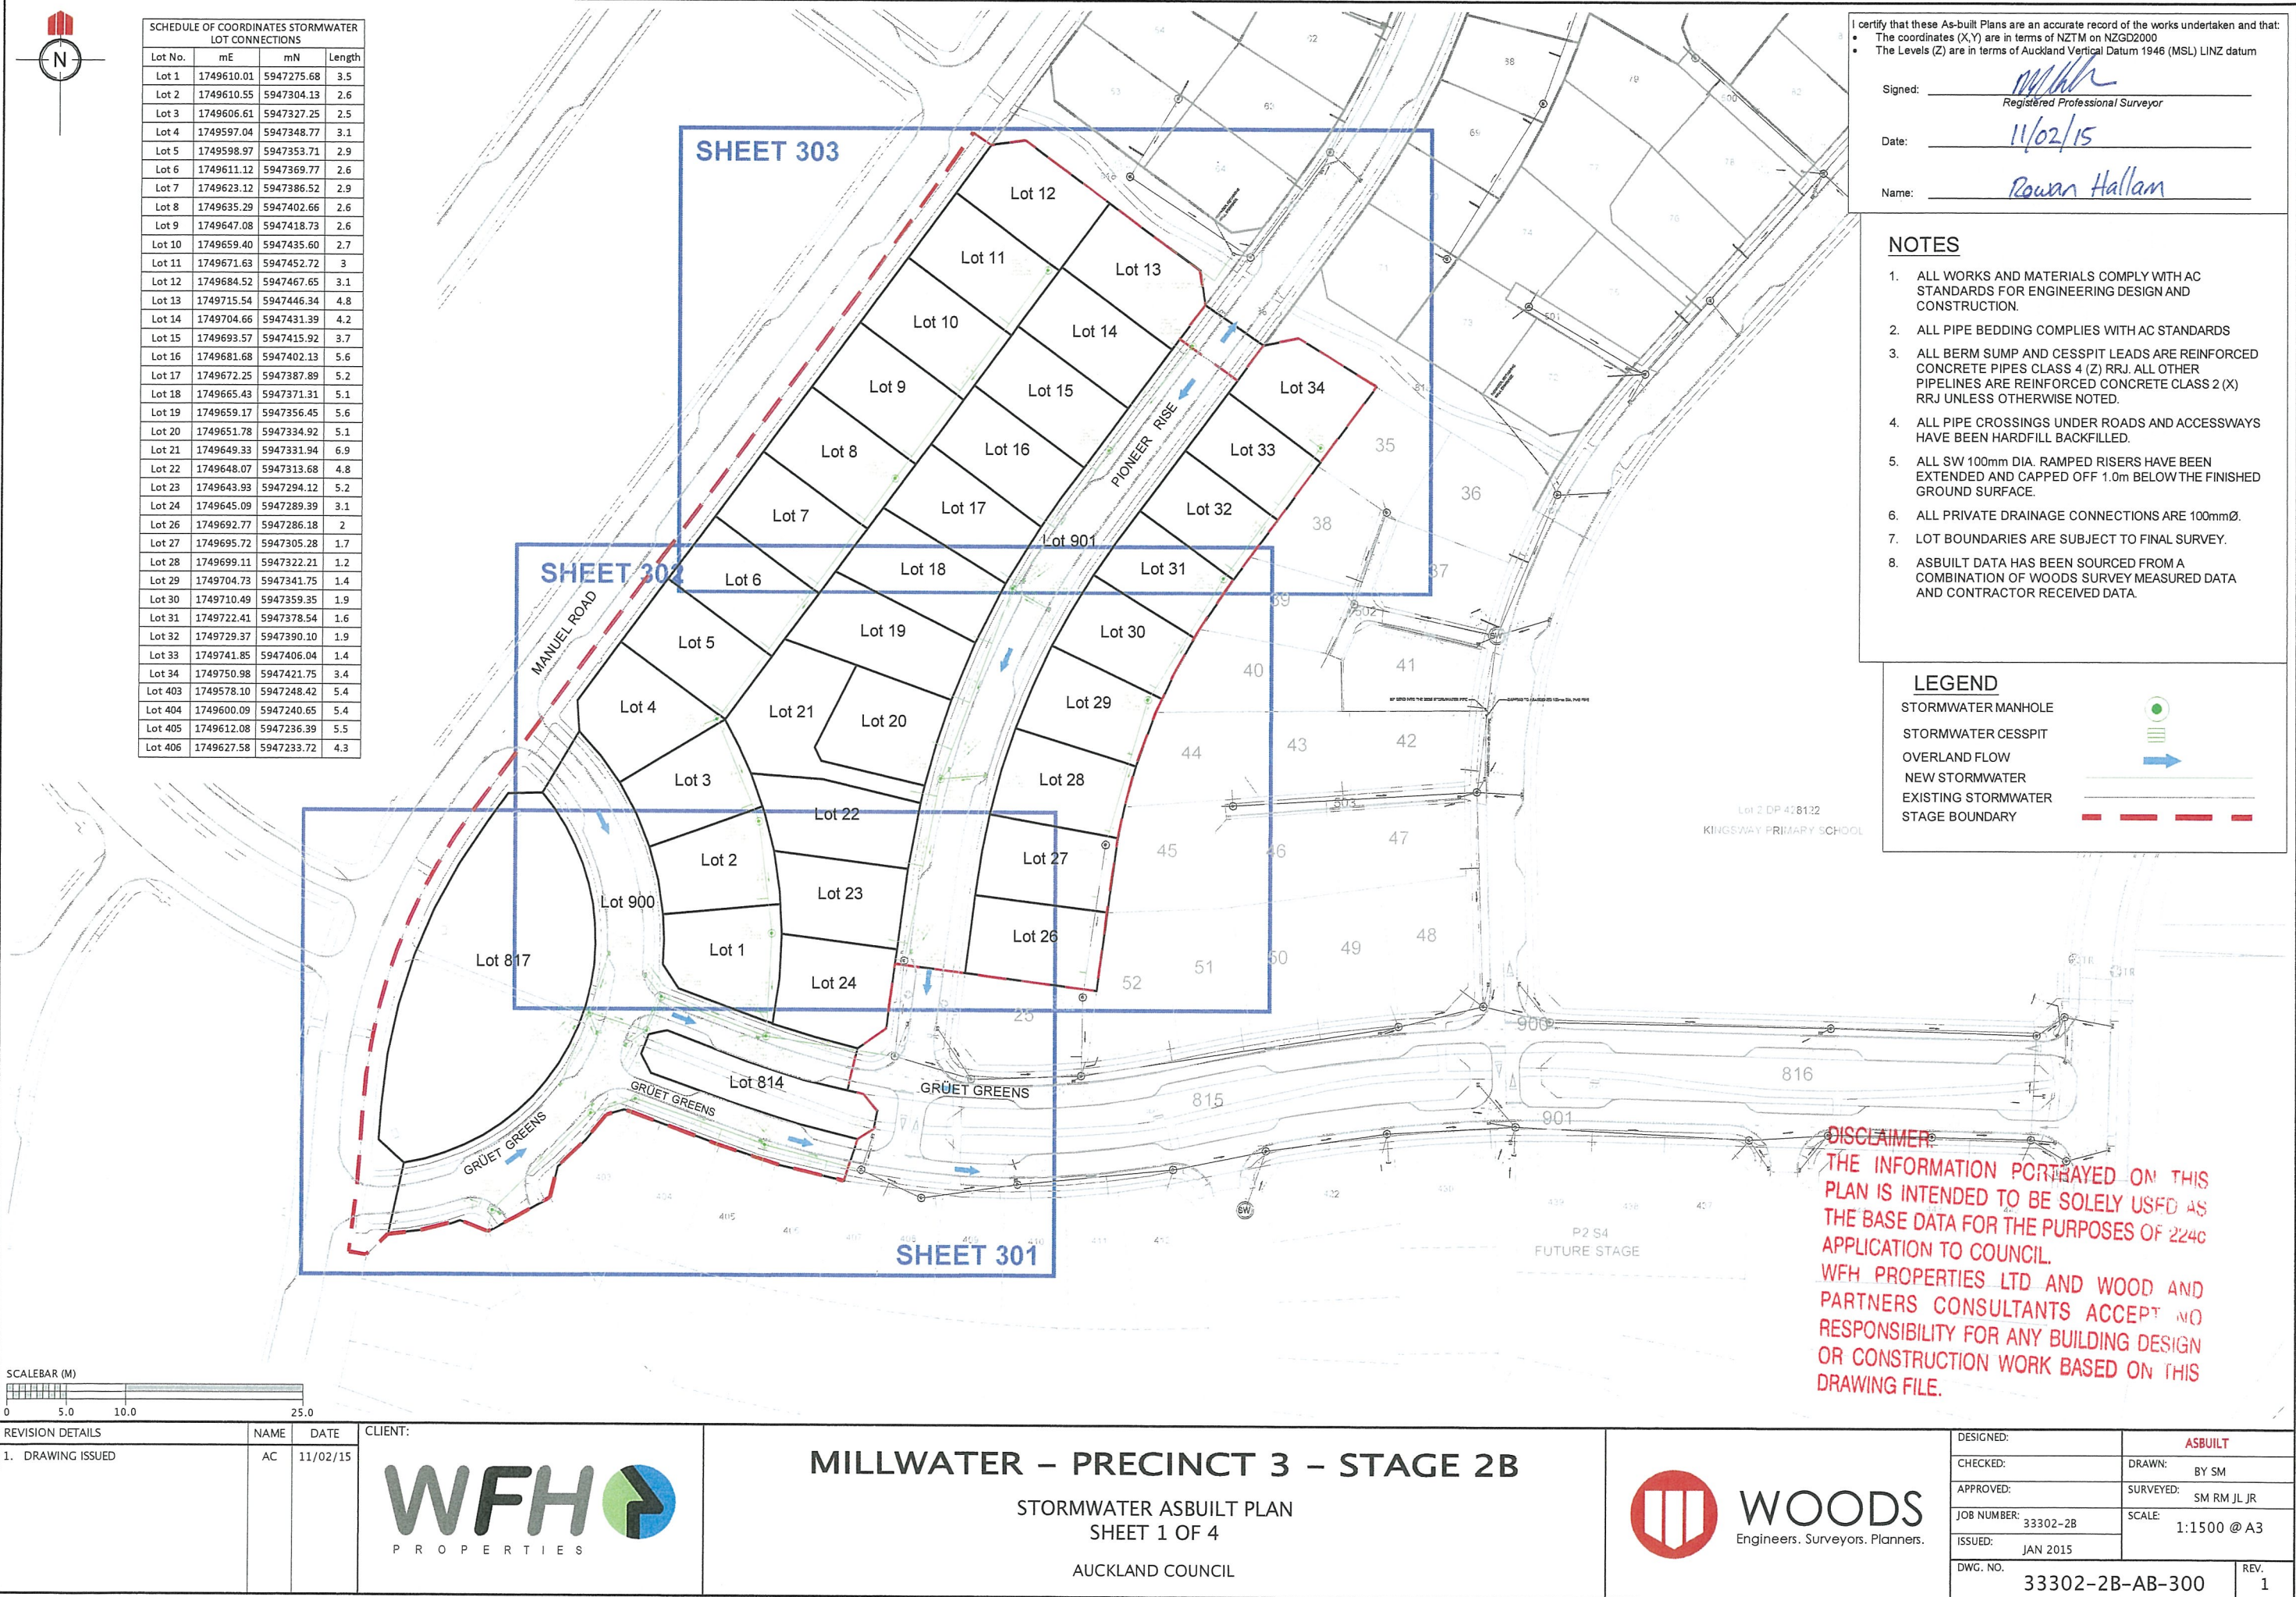 N
SCHEDULE OF COORDINATES STORMWATER
LOT CONNECTIONS
Lot No. mE mN Length
Lot 1 1749610.01 5947275.68 3.5
Lot 2 1749610.55 5947304.13 2.6
Lot 3 1749606.61 5947327.25 2.5
Lot 4 1749597.04 5947348.77 3.1
Lot 5 1749598.97 5947353.71 2.9
Lot 6 1749611.12 5947369.77 2.6
Lot 7 1749623.12 5947386.52 2.9
Lot 8 1749635.29 5947402.66 2.6
Lot 9 1749647.08 5947418.73 2.6
Lot 10 1749659.40 5947435.60 2.7
Lot 11 1749671.63 5947452.72 3
Lot 12 1749684.52 5947467.65 3.1
Lot 13 1749715.54 5947446.34 4.8
Lot 14 1749704.66 5947431.39 4.2
Lot 15 1749693.57 5947415.92 3.7
Lot 16 1749681.68 5947402.13 5.6
Lot 17 1749672.25 5947387.89 5.2
Lot 18 1749665.43 5947371.31 5.1
Lot 19 1749659.17 5947356.45 5.6
Lot 20 1749651.78 5947334.92 5.1
Lot 21 1749649.33 5947331.94 6.9
Lot 22 1749648.07 5947313.68 4.8
Lot 23 1749643.93 5947294.12 5.2
Lot 24 1749645.09 5947289.39 3.1
Lot 26 1749692.77 5947286.18 2
Lot 27 1749695.72 5947305.28 1.7
Lot 28 1749699.11 5947322.21 1.2
Lot 29 1749704.73 5947341.75 1.4
Lot 30 1749710.49 5947359.35 1.9
Lot 31 1749722.41 5947378.54 1.6
Lot 32 1749729.37 5947390.10 1.9
Lot 33 1749741.85 5947406.04 1.4
Lot 34 1749750.98 5947421.75 3.4
Lot 403 1749578.10 5947248.42 5.4
Lot 404 1749600.09 5947240.65 5.4
Lot 405 1749612.08 5947236.39 5.5
Lot 406 1749627.58 5947233.72 4.3
I certify that these As-built Plans are an accurate record of the works undertaken and that:
• The coordinates (X,Y) are in terms of NZTM on NZGD2000
• The Levels (Z) are in terms of Auckland Vertical Datum 1946 (MSL) LINZ datum
Signed:
Registered Professional Surveyor
Date: 11/02/15
Name: Rowan Hallam
NOTES
1. ALL WORKS AND MATERIALS COMPLY WITH AC
STANDARDS FOR ENGINEERING DESIGN AND
CONSTRUCTION.
2. ALL PIPE BEDDING COMPLIES WITH AC STANDARDS
3. ALL BERM SUMP AND CESSPIT LEADS ARE REINFORCED
CONCRETE PIPES CLASS 4 (Z) RRJ. ALL OTHER
PIPELINES ARE REINFORCED CONCRETE CLASS 2 (X)
RRJ UNLESS OTHERWISE NOTED.
4. ALL PIPE CROSSINGS UNDER ROADS AND ACCESSWAYS
HAVE BEEN HARDFILL BACKFILLED.
5. ALL SW 100mm DIA. RAMPED RISERS HAVE BEEN
EXTENDED AND CAPPED OFF 1.0m BELOW THE FINISHED
GROUND SURFACE.
6. ALL PRIVATE DRAINAGE CONNECTIONS ARE 100mmØ.
7. LOT BOUNDARIES ARE SUBJECT TO FINAL SURVEY.
8. ASBUILT DATA HAS BEEN SOURCED FROM A
COMBINATION OF WOODS SURVEY MEASURED DATA
AND CONTRACTOR RECEIVED DATA.
LEGEND
STORMWATER MANHOLE
STORMWATER CESSPIT
OVERLAND FLOW
NEW STORMWATER
EXISTING STORMWATER
STAGE BOUNDARY
SHEET 303
Lot 12
Lot 11
Lot 13
Lot 10
Lot 14
Lot 9
Lot 15
Lot 34
Lot 8
Lot 16
Lot 33
35
Lot 7
Lot 17
Lot 32
36
38
PIONEER RISE
Lot 901
SHEET 302
Lot 6
Lot 18
Lot 31
37
39
MANUEL ROAD
Lot 5
Lot 19
Lot 30
40
41
502
Lot 4
Lot 21
Lot 20
Lot 29
44
43
42
Lot 3
Lot 28
Lot 22
503
Lot 2 DP 428132
KINGSWAY PRIMARY SCHOOL
Lot 2
Lot 27
45
46
47
Lot 23
Lot 900
Lot 1
Lot 26
48
49
50
51
52
Lot 817
Lot 24
25
900
Lot 814
GRÜET GREENS
GRÜET GREENS
GRÜET GREENS
815
816
901
SW
SW
403
404
405
P2 S4
FUTURE STAGE
SHEET 301
DISCLAIMER:
THE INFORMATION PORTRAYED ON THIS
PLAN IS INTENDED TO BE SOLELY USED AS
THE BASE DATA FOR THE PURPOSES OF 224c
APPLICATION TO COUNCIL.
WFH PROPERTIES LTD AND WOOD AND
PARTNERS CONSULTANTS ACCEPT NO
RESPONSIBILITY FOR ANY BUILDING DESIGN
OR CONSTRUCTION WORK BASED ON THIS
DRAWING FILE.
SCALEBAR (M)
0 5.0 10.0 25.0
REVISION DETAILS NAME DATE
1. DRAWING ISSUED AC 11/02/15
CLIENT:
WFH
PROPERTIES
MILLWATER – PRECINCT 3 – STAGE 2B
STORMWATER ASBUILT PLAN
SHEET 1 OF 4
AUCKLAND COUNCIL
WOODS
Engineers. Surveyors. Planners.
DESIGNED: ASBUILT
CHECKED: DRAWN: BY SM
APPROVED: SURVEYED: SM RM JL JR
JOB NUMBER: 33302-2B SCALE: 1:1500 @ A3
ISSUED: JAN 2015
DWG. NO. 33302-2B-AB-300 REV. 1